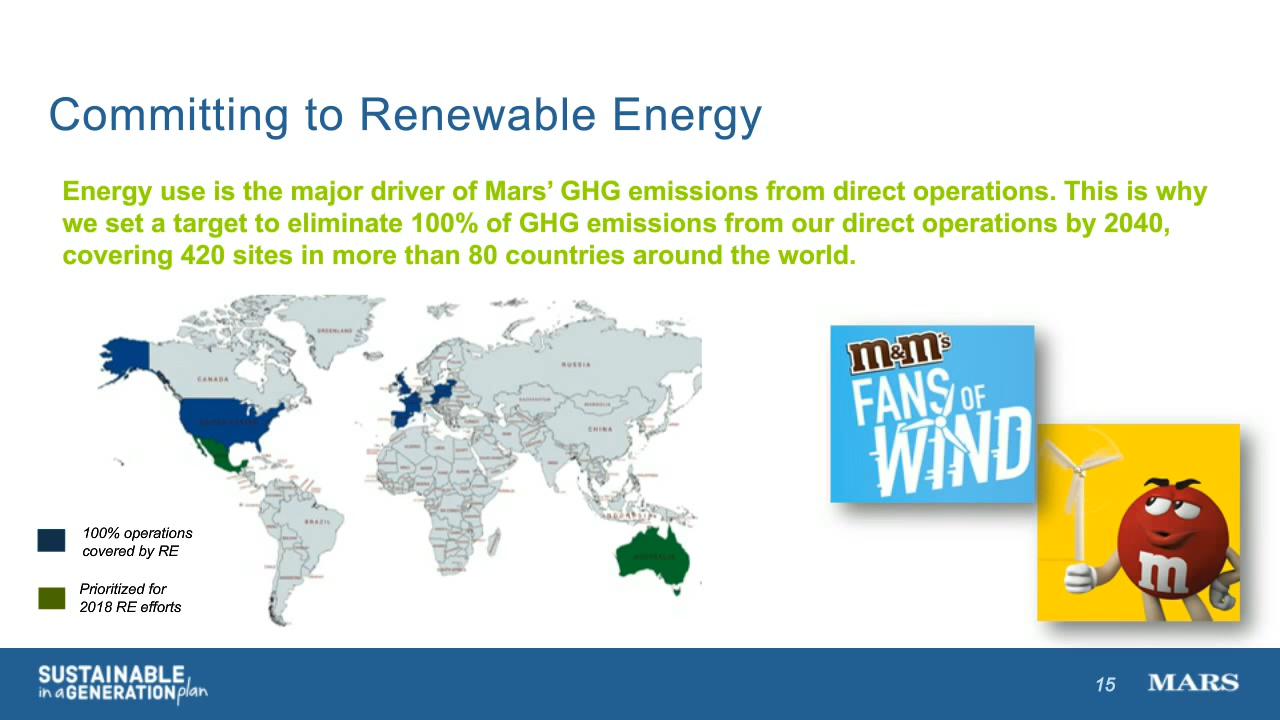 Committing to Renewable Energy
Energy use is the major driver of Mars’ GHG emissions from direct operations. This is why
we set a target to eliminate 100% of GHG emissions from our direct operations by 2040,
covering 420 sites in more than 80 countries around the world.
GREENLAND
RUSSIA
CANADA
KAZAKHSTAN
MONGOLIA
CHINA
INDONESIA
BRAZIL
AUSTRALIA
m&m's
FANS OF
WIND
m
100% operations
covered by RE
Prioritized for
2018 RE efforts
SUSTAINABLE
in a GENERATION plan
15
MARS